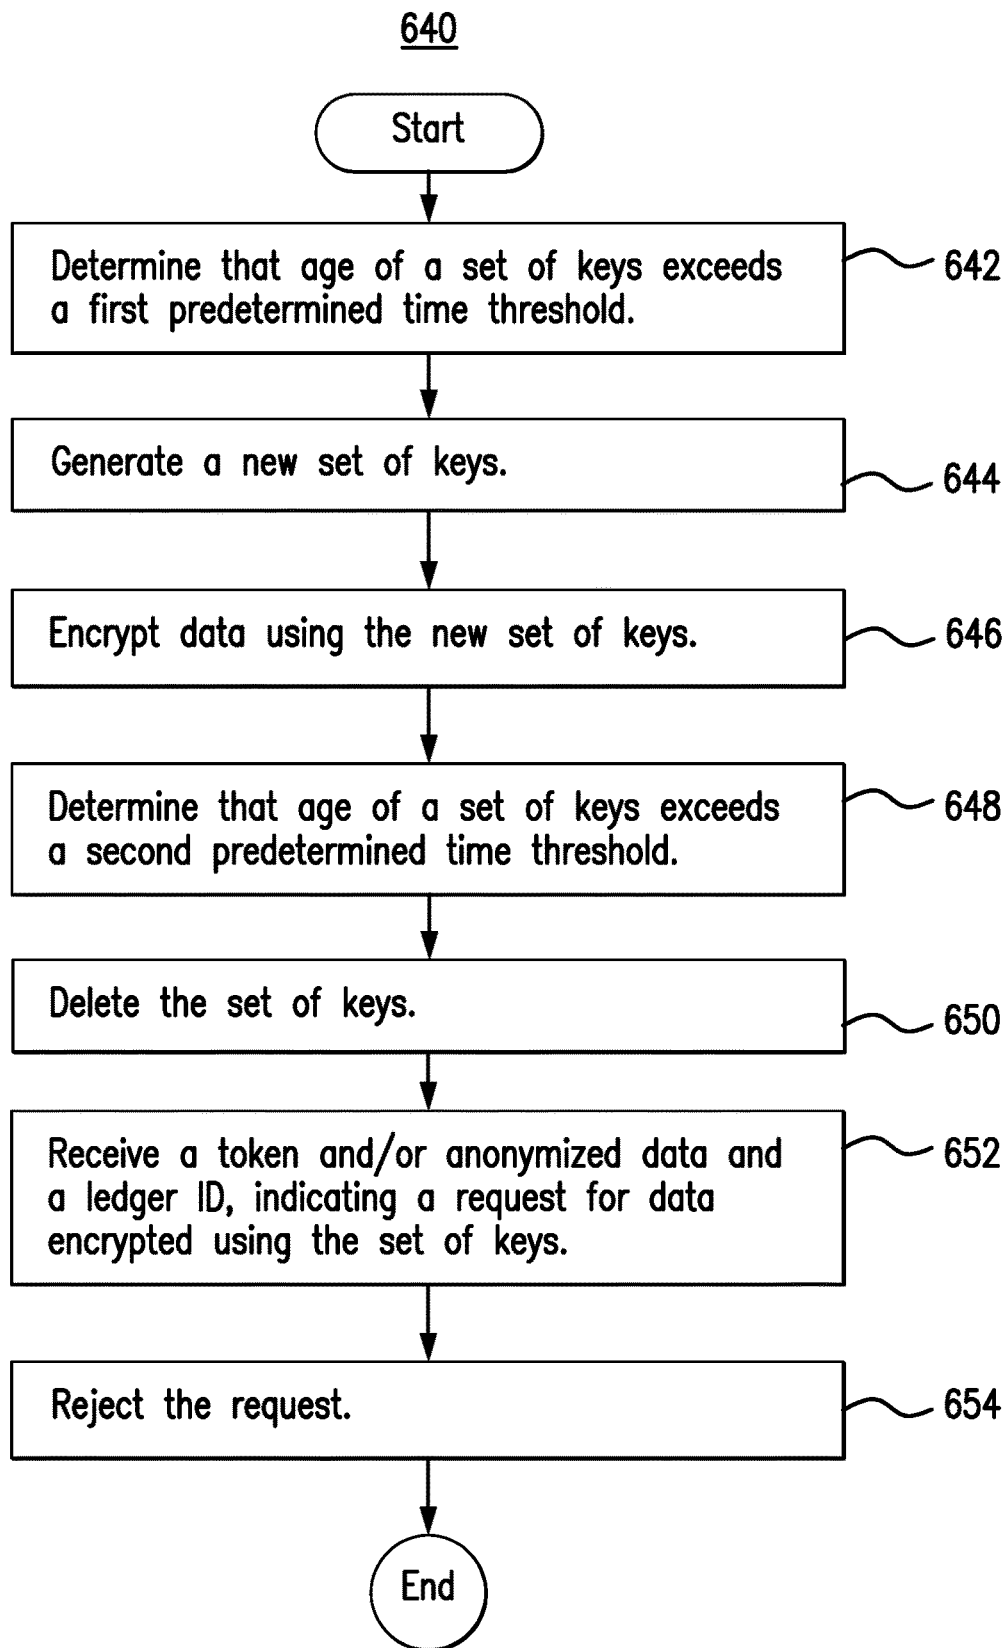 640
Start
Determine that age of a set of keys exceeds
a first predetermined time threshold.
642
Generate a new set of keys.
644
Encrypt data using the new set of keys.
646
Determine that age of a set of keys exceeds
a second predetermined time threshold.
648
Delete the set of keys.
650
Receive a token and/or anonymized data and
a ledger ID, indicating a request for data
encrypted using the set of keys.
652
Reject the request.
654
End